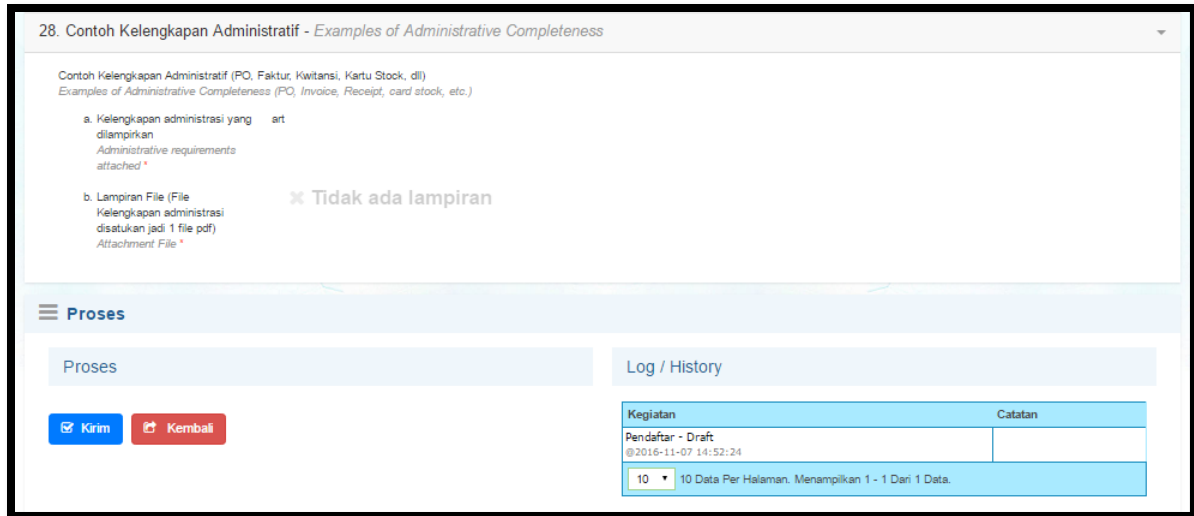 28. Contoh Kelengkapan Administratif - Examples of Administrative Completeness
Contoh Kelengkapan Administratif (PO, Faktur, Kwitansi, Kartu Stock, dll)
Examples of Administrative Completeness (PO, Invoice, Receipt, card stock, etc.)
a. Kelengkapan administrasi yang art
dilampirkan
Administrative requirements
attached *
b. Lampiran File (File
Kelengkapan administrasi
disatukan jadi 1 file pdf)
Attachment File *
Tidak ada lampiran
Proses
Proses
Kirim Kembali
Log / History
Kegiatan Catatan
Pendaftar - Draft
@2016-11-07 14:52:24
10 10 Data Per Halaman. Menampilkan 1 - 1 Dari 1 Data.